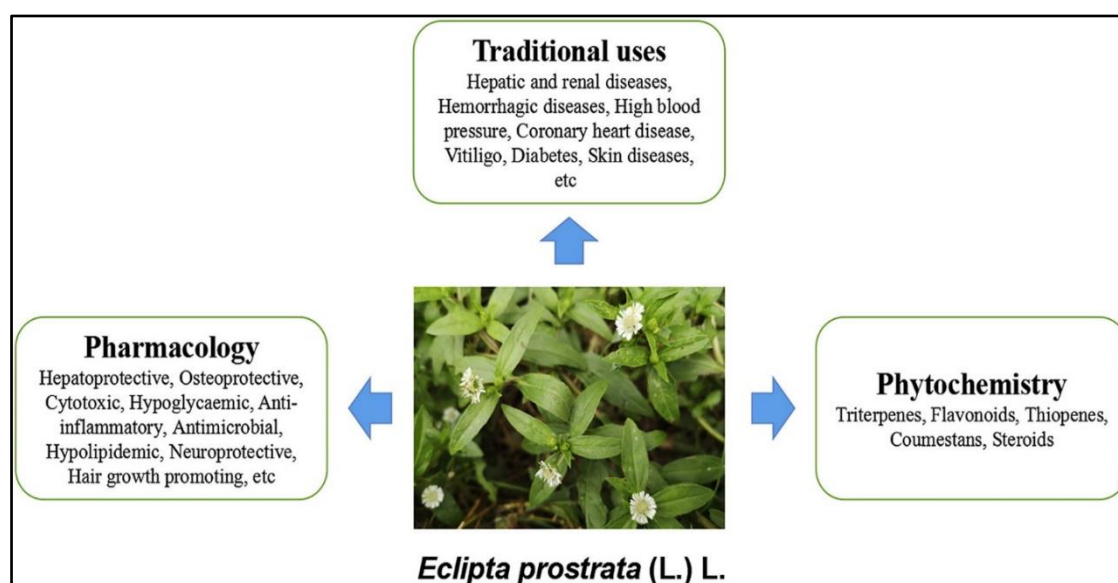 Traditional uses
Hepatic and renal diseases,
Hemorrhagic diseases, High blood
pressure, Coronary heart disease,
Vitiligo, Diabetes, Skin diseases,
etc
Pharmacology
Hepatoprotective, Osteoprotective,
Cytotoxic, Hypoglycaemic, Anti-
inflammatory, Antimicrobial,
Hypolipidemic, Neuroprotective,
Hair growth promoting, etc
Phytochemistry
Triterpenes, Flavonoids, Thiopenes,
Coumestans, Steroids
Eclipta prostrata (L.) L.